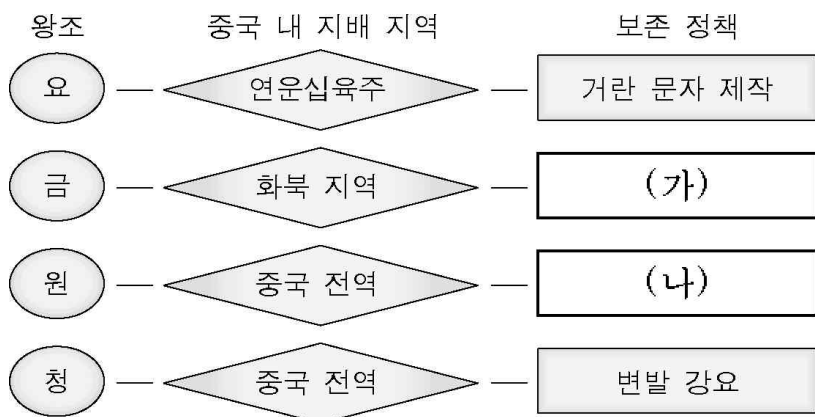 왕조 중국 내 지배 지역 보존 정책
요 연운십육주 거란 문자 제작
금 화북 지역 (가)
원 중국 전역 (나)
청 중국 전역 변발 강요